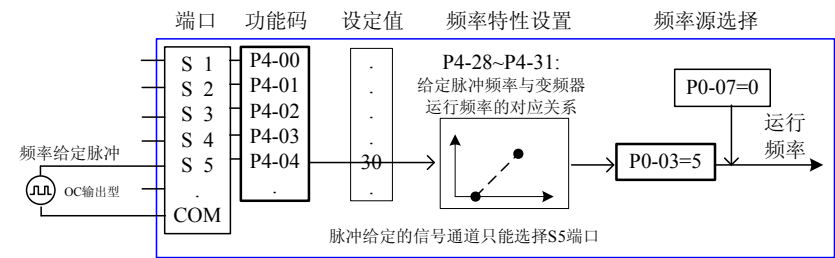 端口 功能码 设定值 频率特性设置 频率源选择
S 1 P4-00 .
S 2 P4-01 .
S 3 P4-02 .
S 4 P4-03 .
S 5 P4-04 30
. . .
COM
频率给定脉冲
OC输出型
P4-28~P4-31:
给定脉冲频率与变频器
运行频率的对应关系
P0-07=0
P0-03=5
运行
频率
脉冲给定的信号通道只能选择S5端口